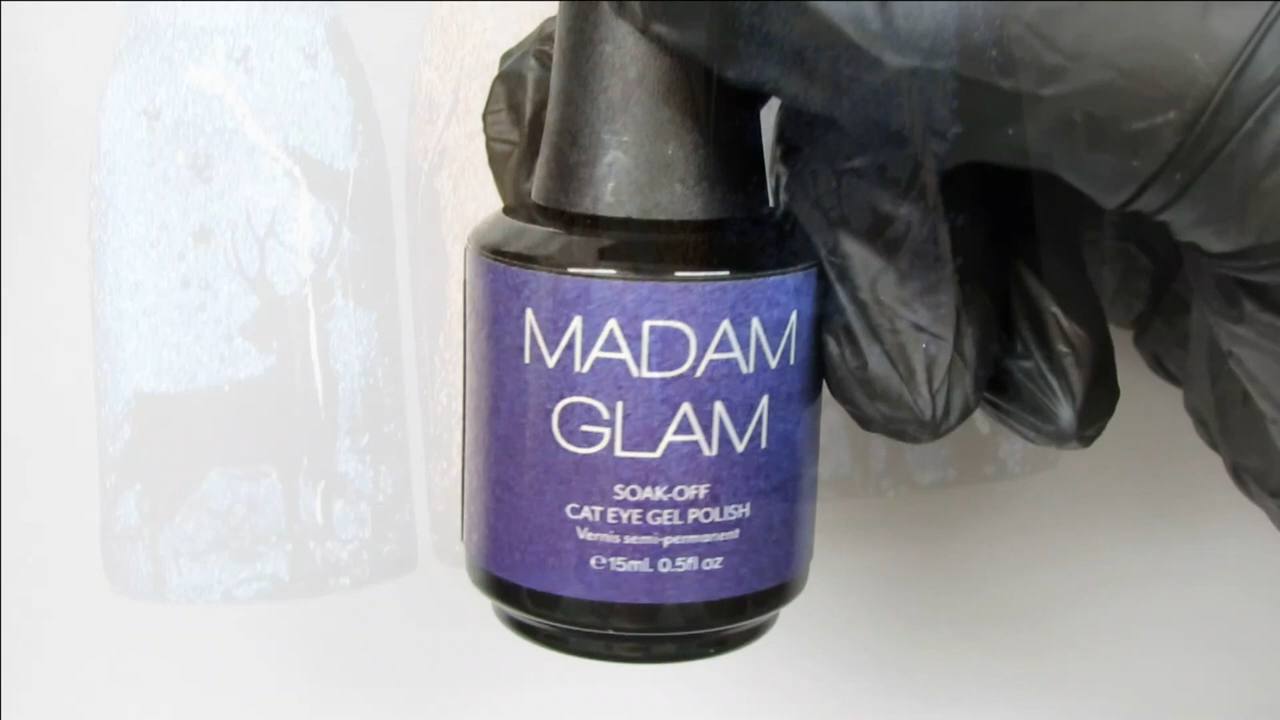 MADAM
GLAM
SOAK-OFF
CAT EYE GEL POLISH
Vernis semi-permanent
℮15mL 0.5fl oz